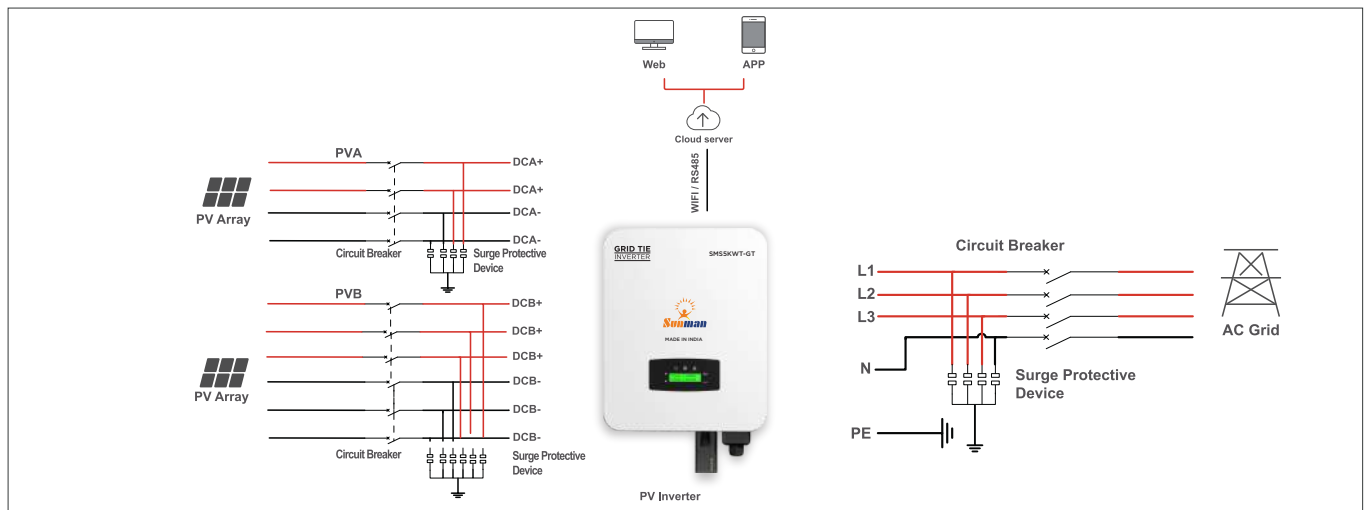 Web
APP
Cloud server
WIFI / RS485
PVA
DCA+
DCA+
DCA-
DCA-
PV Array
Circuit Breaker
Surge Protective
Device
PVB
DCB+
DCB+
DCB+
DCB-
DCB-
DCB-
PV Array
Circuit Breaker
Surge Protective
Device
GRID TIE
INVERTER
SMS5KWT-GT
Sunman
MADE IN INDIA
PV Inverter
Circuit Breaker
L1
L2
L3
N
PE
Surge Protective
Device
AC Grid